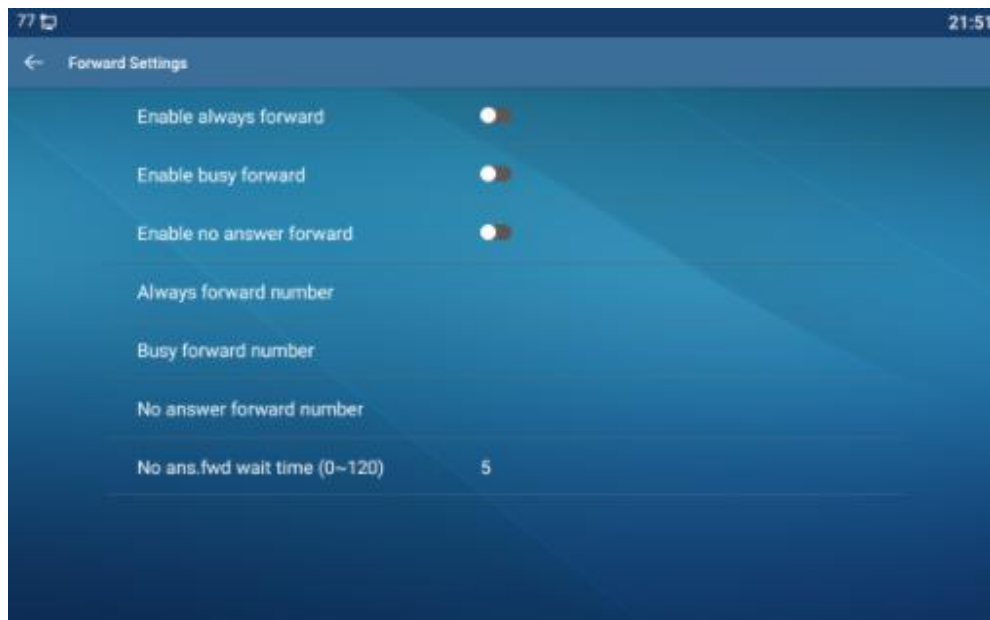 77
21:51
Forward Settings
Enable always forward
Enable busy forward
Enable no answer forward
Always forward number
Busy forward number
No answer forward number
No ans.fwd wait time (0~120) 5